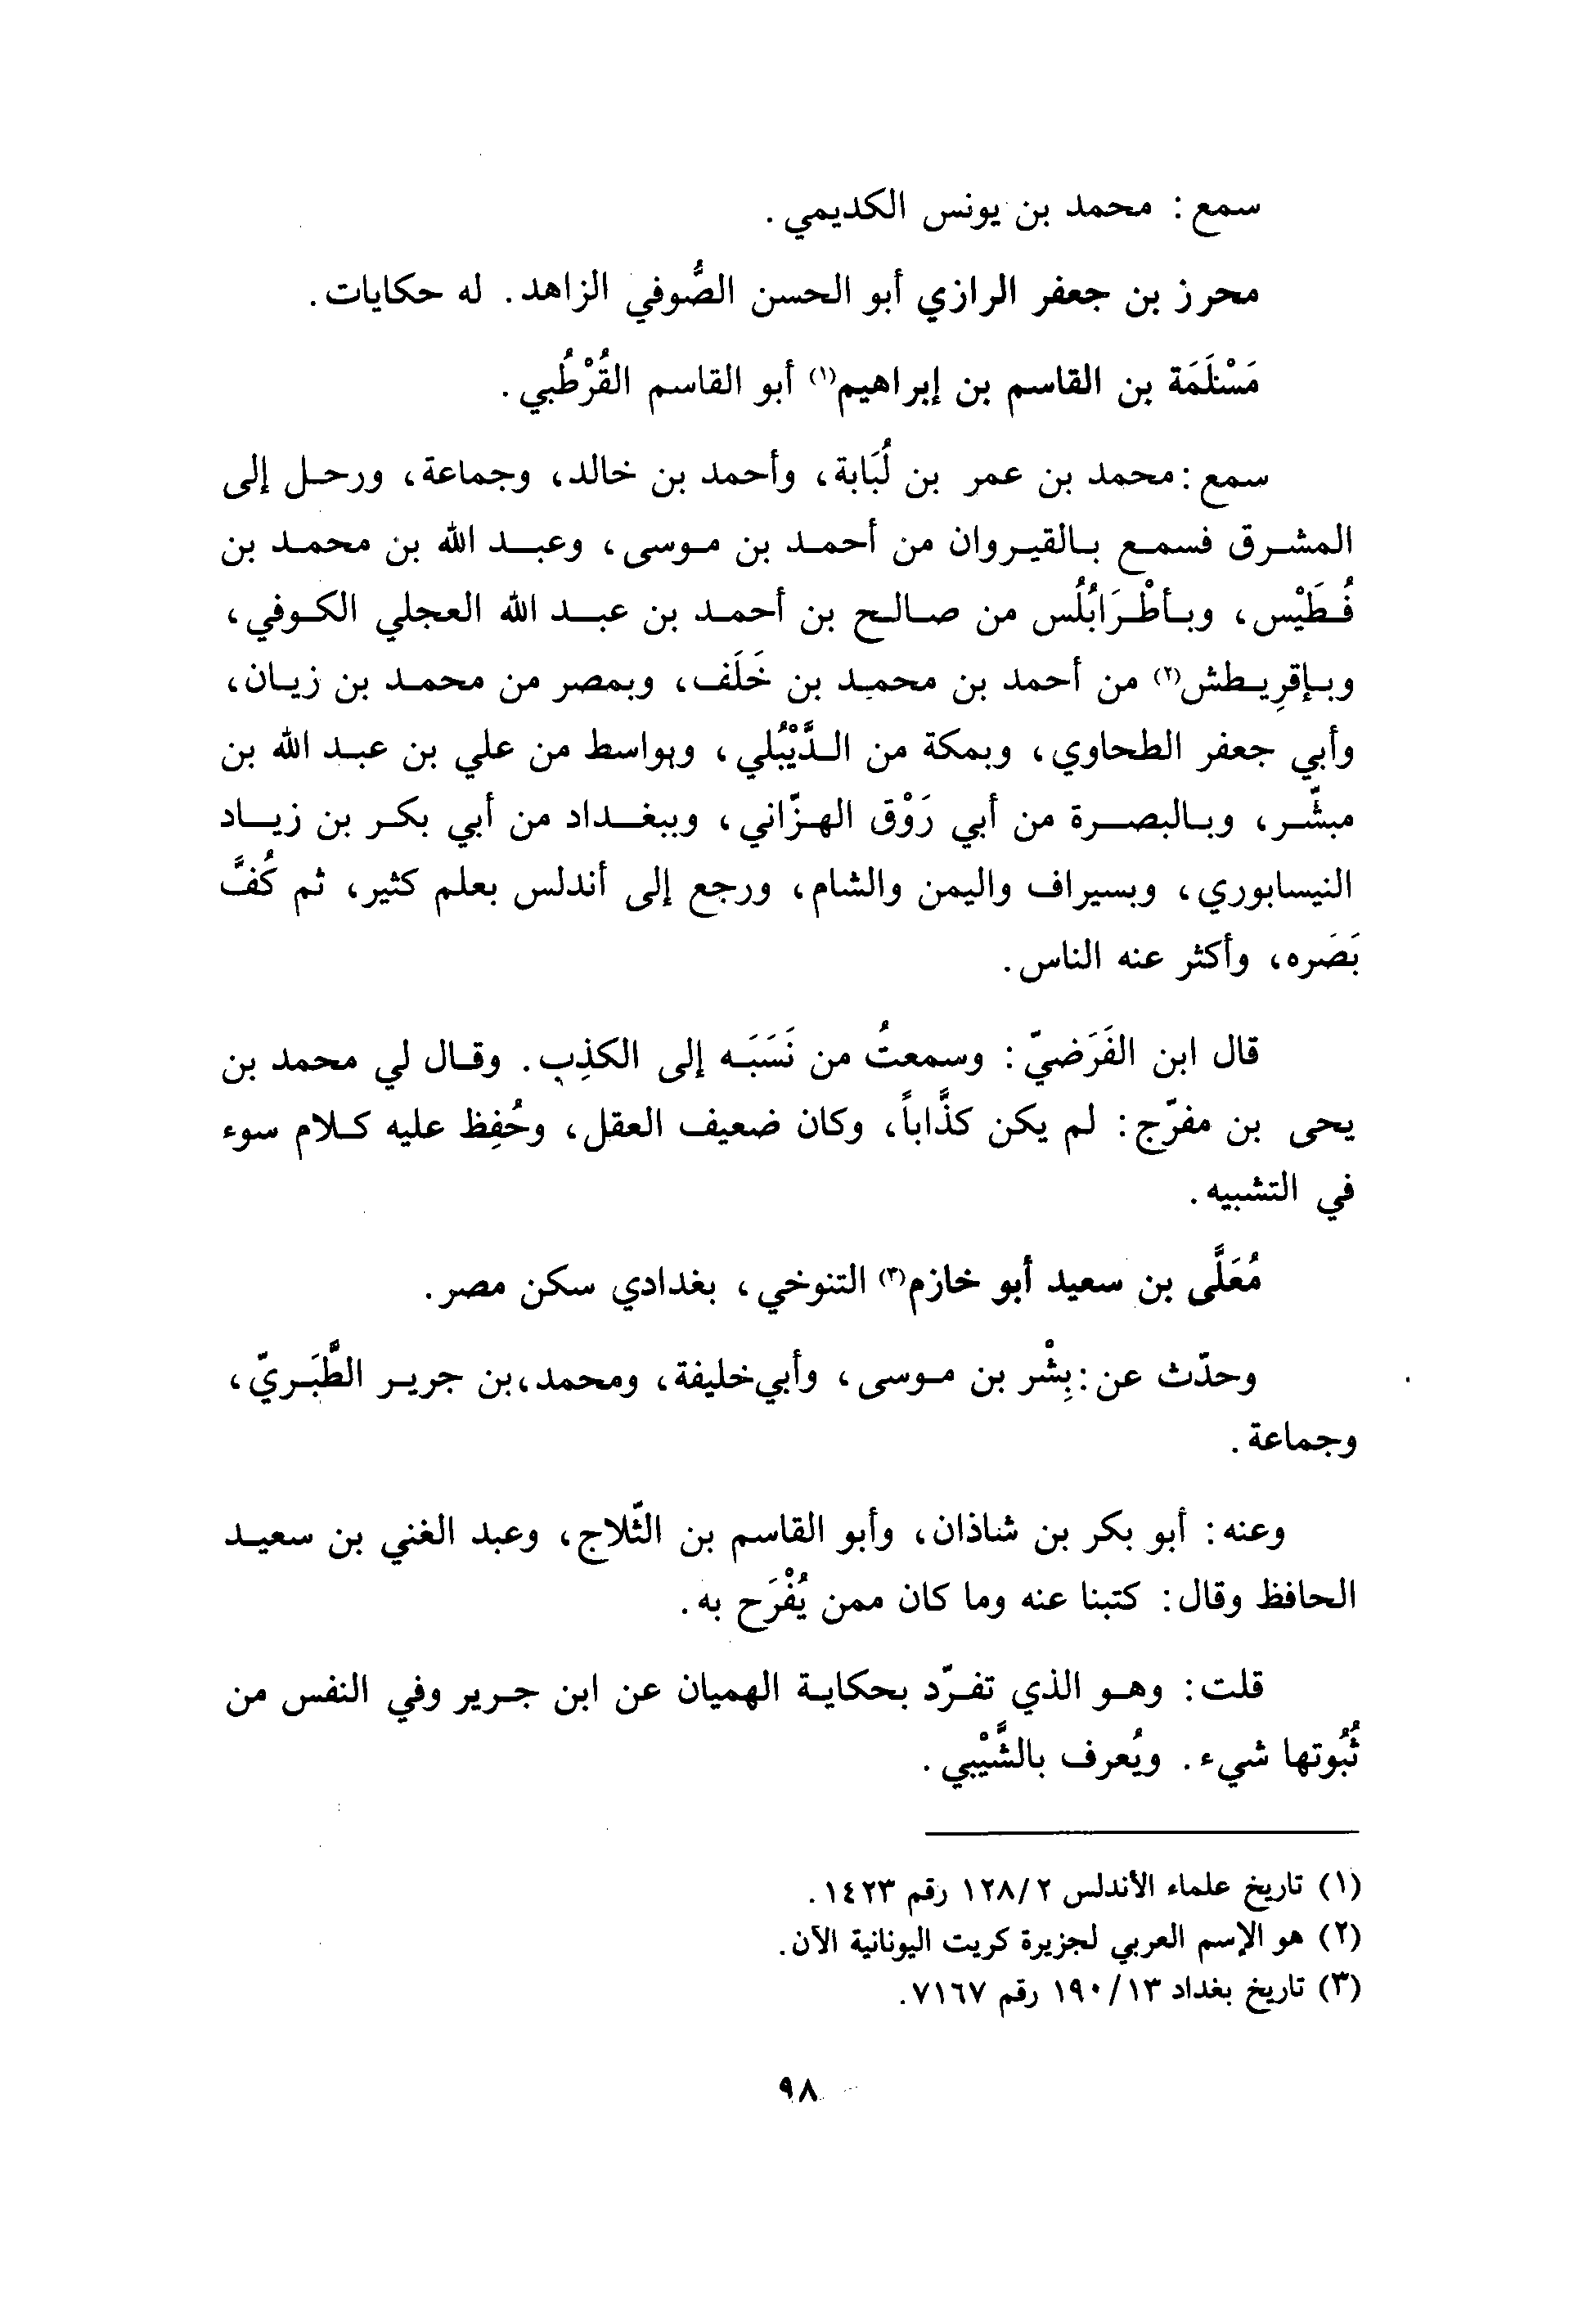 سمع: محمد بن يونس الكديمي.
محرز بن جعفر الرازي أبو الحسن الصُّوفي الزاهد. له حكايات.
مَسْلَمَة بن القاسم بن إبراهيم(١) أبو القاسم القُرْطُبي.
سمع: محمد بن عمر بن لُبَابة، وأحمد بن خالد، وجماعة، ورحل إلى
المشرق فسمع بالقيروان من أحمد بن موسى، وعبد الله بن محمد بن
فُطَيْس، وبأطْرَابُلُس من صالح بن أحمد بن عبد الله العجلي الكوفي،
وبإقرِيطش(٢) من أحمد بن محمد بن خَلَف، وبمصر من محمد بن زيان،
وأبي جعفر الطحاوي، وبمكة من الدَّيْبُلي، وبواسط من علي بن عبد الله بن
مبشّر، وبالبصرة من أبي رَوْق الهزّاني، وببغداد من أبي بكر بن زياد
النيسابوري، وبسيراف واليمن والشام، ورجع إلى أندلس بعلم كثير، ثم كُفَّ
بَصَره، وأكثر عنه الناس.
قال ابن الفَرَضيّ: وسمعتُ من نَسَبَه إلى الكذِب. وقال لي محمد بن
يحى بن مفرّج: لم يكن كذَّاباً، وكان ضعيف العقل، وحُفِظ عليه كلام سوء
في التشبيه.
مُعَلَّى بن سعيد أبو خازم(٣) التنوخي، بغدادي سكن مصر.
وحدّث عن: بِشْر بن موسى، وأبي خليفة، ومحمد،بن جرير الطَّبَريّ،
وجماعة.
وعنه: أبو بكر بن شاذان، وأبو القاسم بن الثّلاج، وعبد الغني بن سعيد
الحافظ وقال: كتبنا عنه وما كان ممن يُفْرَح به.
قلت: وهو الذي تفرّد بحكاية الهميان عن ابن جرير وفي النفس من
ثُبُوتها شيء. ويُعرف بالشَّيْبي.
(١) تاريخ علماء الأندلس ١٢٨/٢ رقم ١٤٢٣.
(٢) هو الإسم العربي لجزيرة كريت اليونانية الآن.
(٣) تاريخ بغداد ١٩٠/١٣ رقم ٧١٦٧.
٩٨